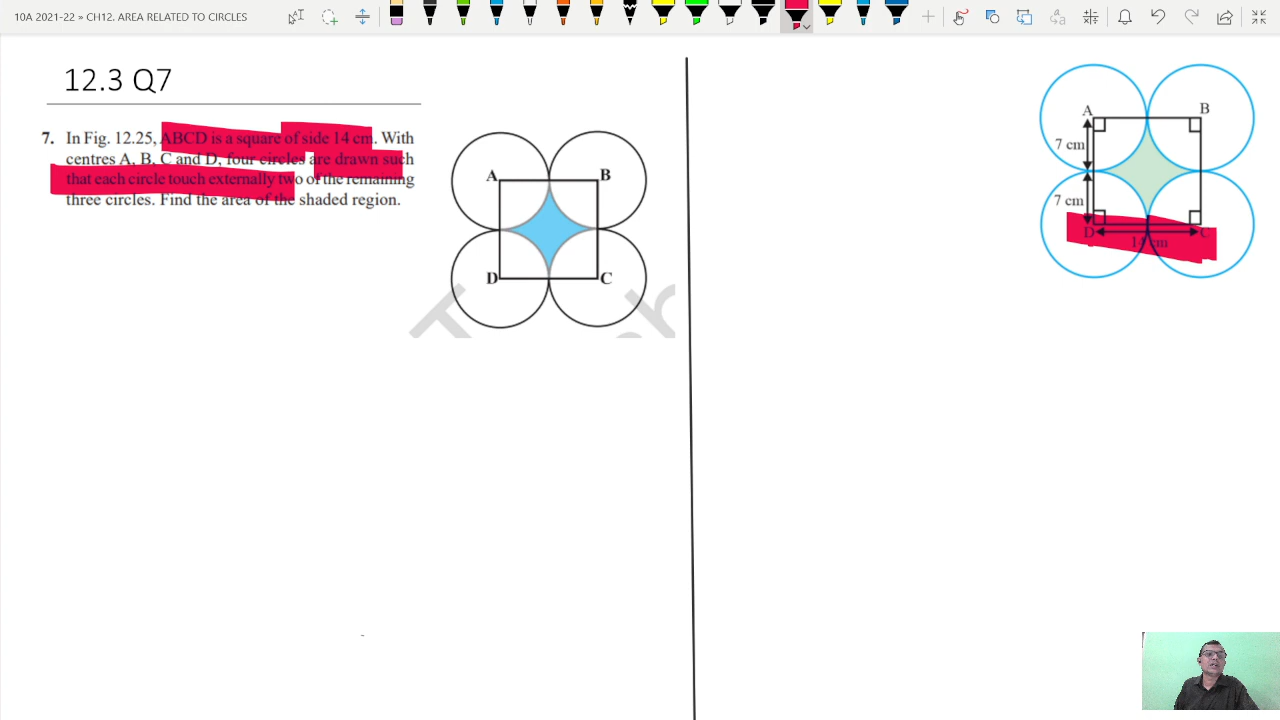 10A 2021-22 » CH12. AREA RELATED TO CIRCLES
12.3 Q7
7. In Fig. 12.25, ABCD is a square of side 14 cm. With
centres A, B, C and D, four circles are drawn such
that each circle touch externally two of the remaining
three circles. Find the area of the shaded region.
A B
D C
A B
7 cm
7 cm
D C
14 cm